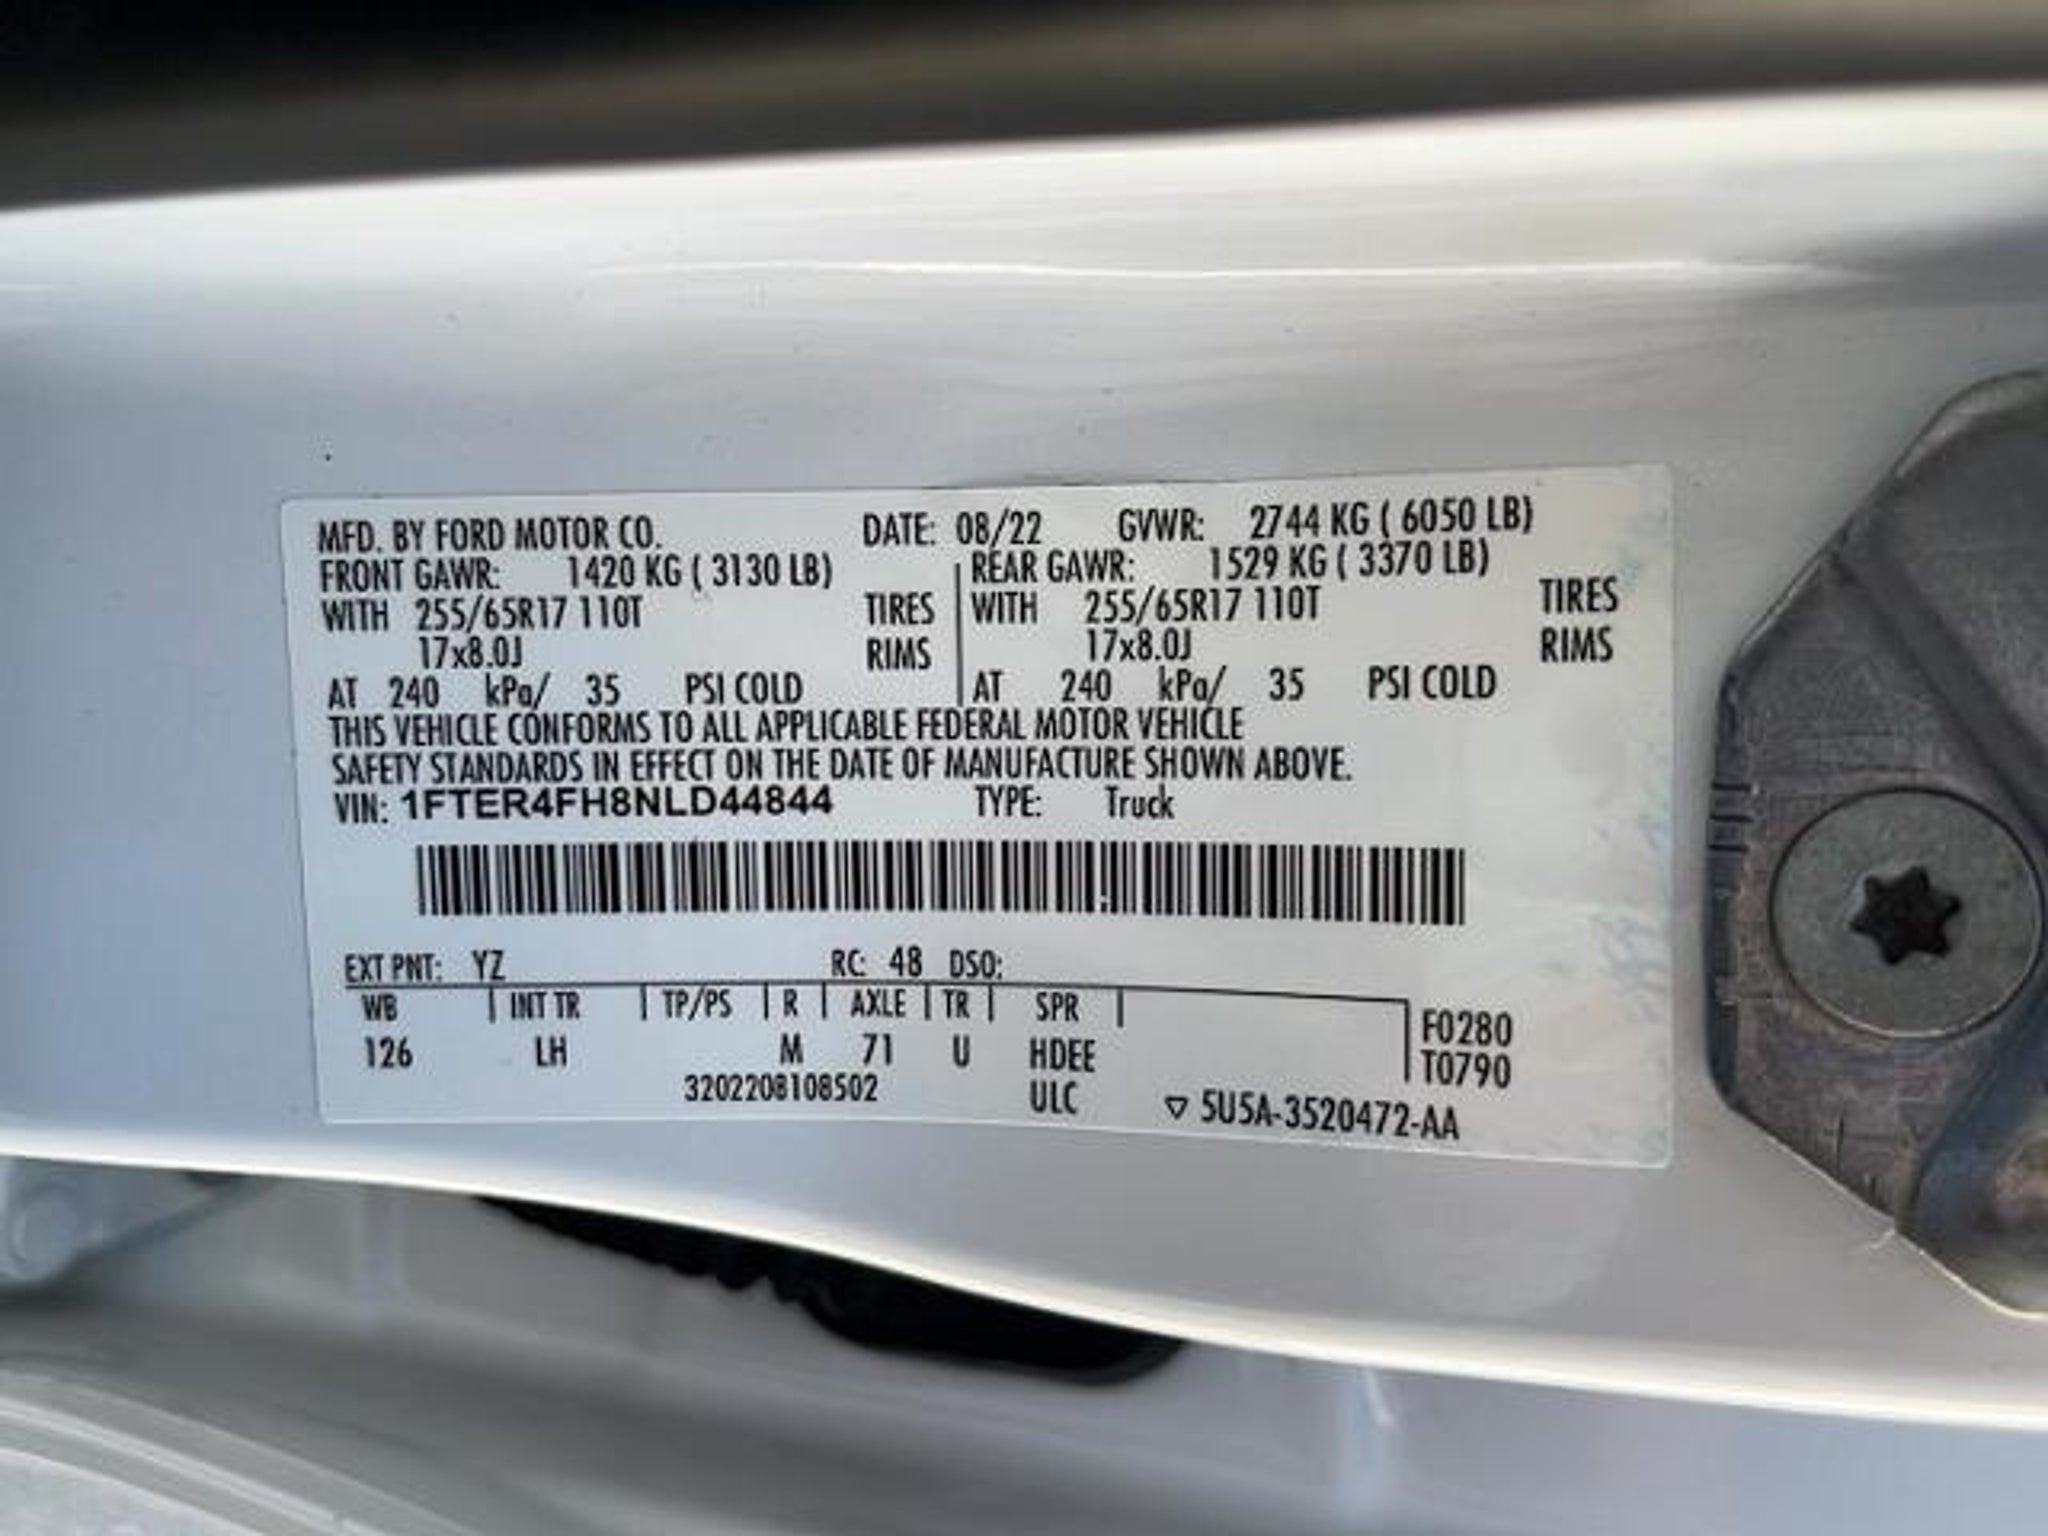 MFD. BY FORD MOTOR CO. DATE: 08/22 GVWR: 2744 KG ( 6050 LB)
FRONT GAWR: 1420 KG ( 3130 LB) REAR GAWR: 1529 KG ( 3370 LB)
WITH 255/65R17 110T TIRES WITH 255/65R17 110T TIRES
17x8.0J RIMS 17x8.0J RIMS
AT 240 kPa/ 35 PSI COLD AT 240 kPa/ 35 PSI COLD
THIS VEHICLE CONFORMS TO ALL APPLICABLE FEDERAL MOTOR VEHICLE
SAFETY STANDARDS IN EFFECT ON THE DATE OF MANUFACTURE SHOWN ABOVE.
VIN: 1FTER4FH8NLD44844 TYPE: Truck
EXT PNT: YZ RC: 48 DSO:
WB INT TR TP/PS R AXLE TR SPR F0280
126 LH M 71 U HDEE T0790
3202208108502 ULC ▽ 5U5A-3520472-AA